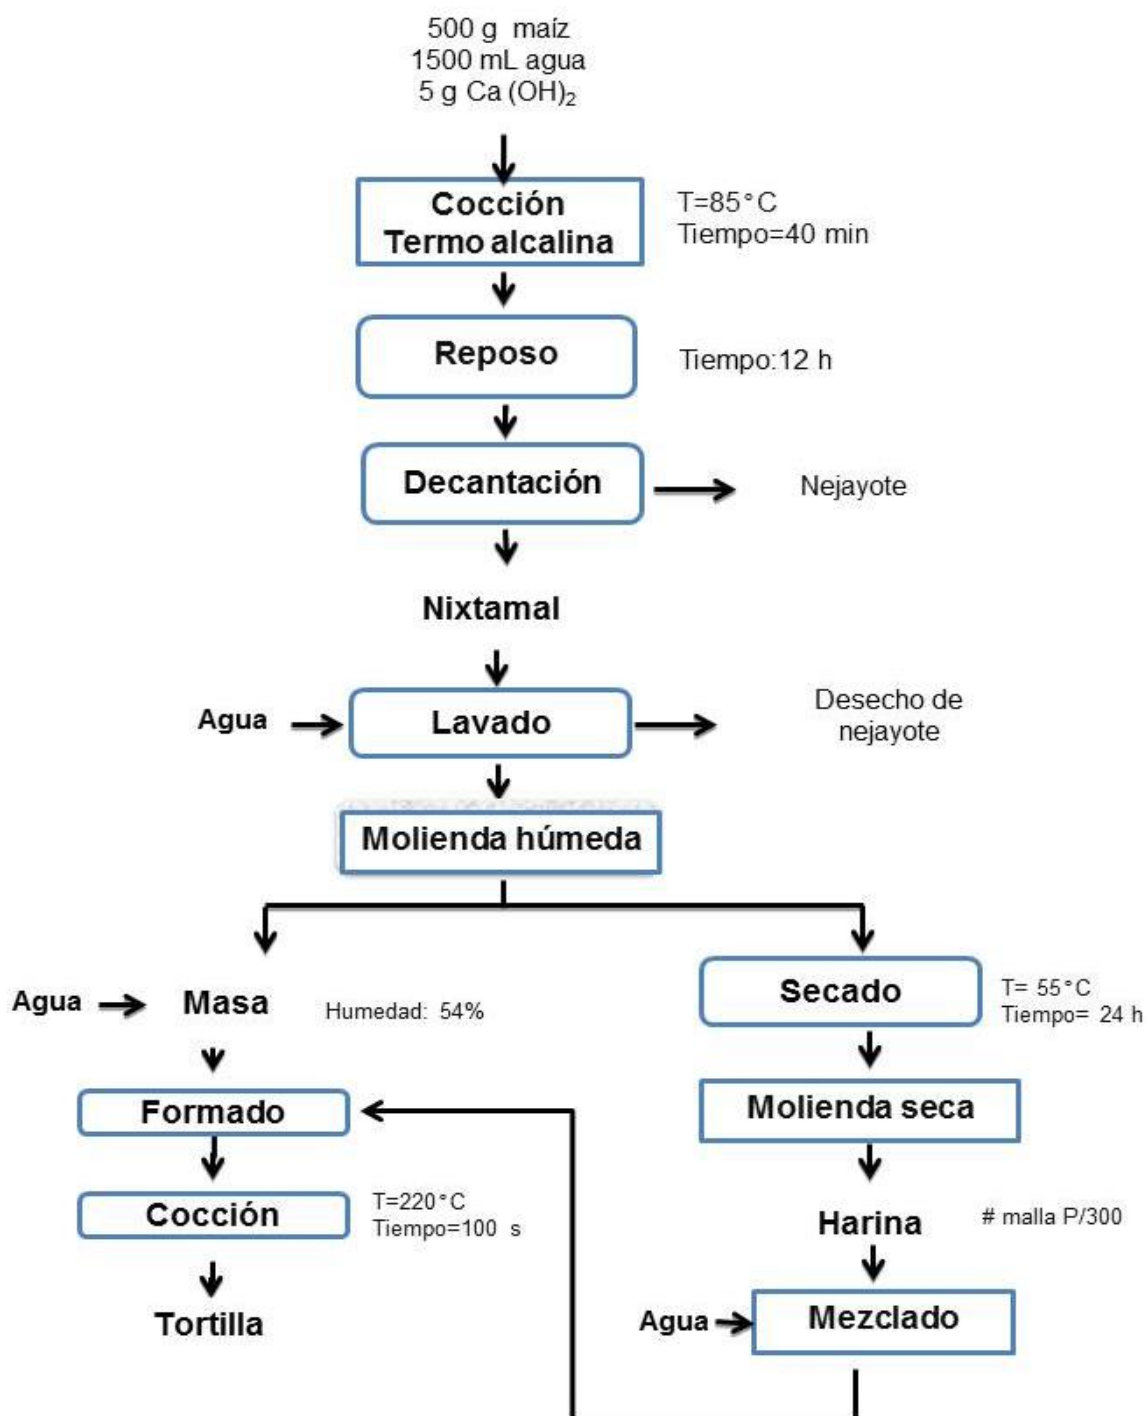 500 g maíz
1500 mL agua
5 g Ca (OH)₂
Cocción
Termo alcalina
T=85°C
Tiempo=40 min
Reposo
Tiempo:12 h
Decantación
Nejayote
Nixtamal
Agua
Lavado
Desecho de
nejayote
Molienda húmeda
Agua
Masa
Humedad: 54%
Secado
T= 55°C
Tiempo= 24 h
Formado
Molienda seca
Cocción
T=220°C
Tiempo=100 s
Harina
# malla P/300
Tortilla
Agua
Mezclado